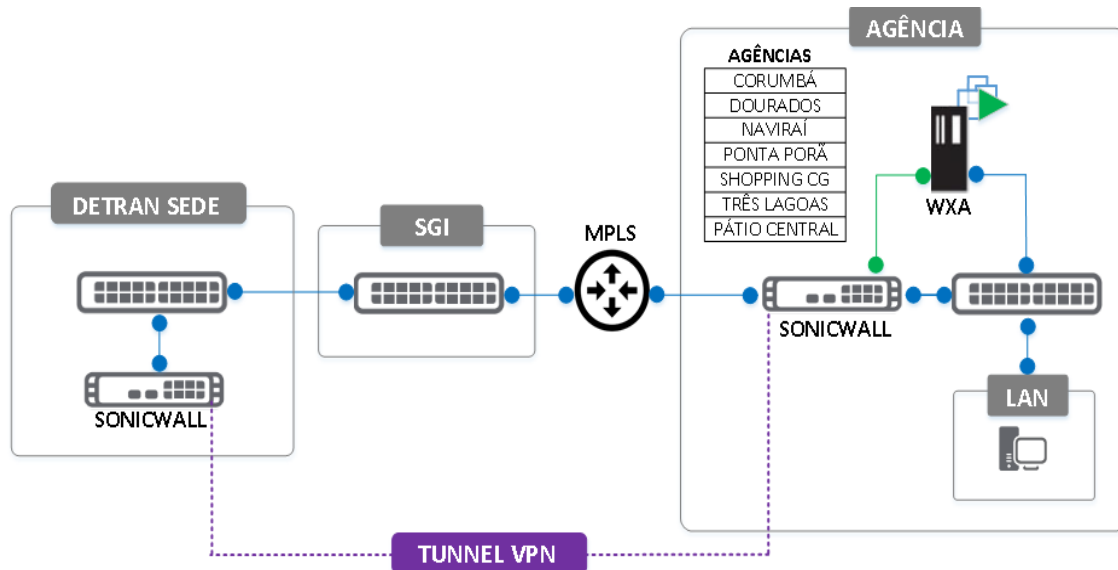 AGÊNCIA
AGÊNCIAS
CORUMBÁ
DOURADOS
NAVIRAÍ
PONTA PORÃ
SHOPPING CG
TRÊS LAGOAS
PÁTIO CENTRAL
WXA
DETRAN SEDE
SGI
MPLS
SONICWALL
SONICWALL
LAN
TUNNEL VPN